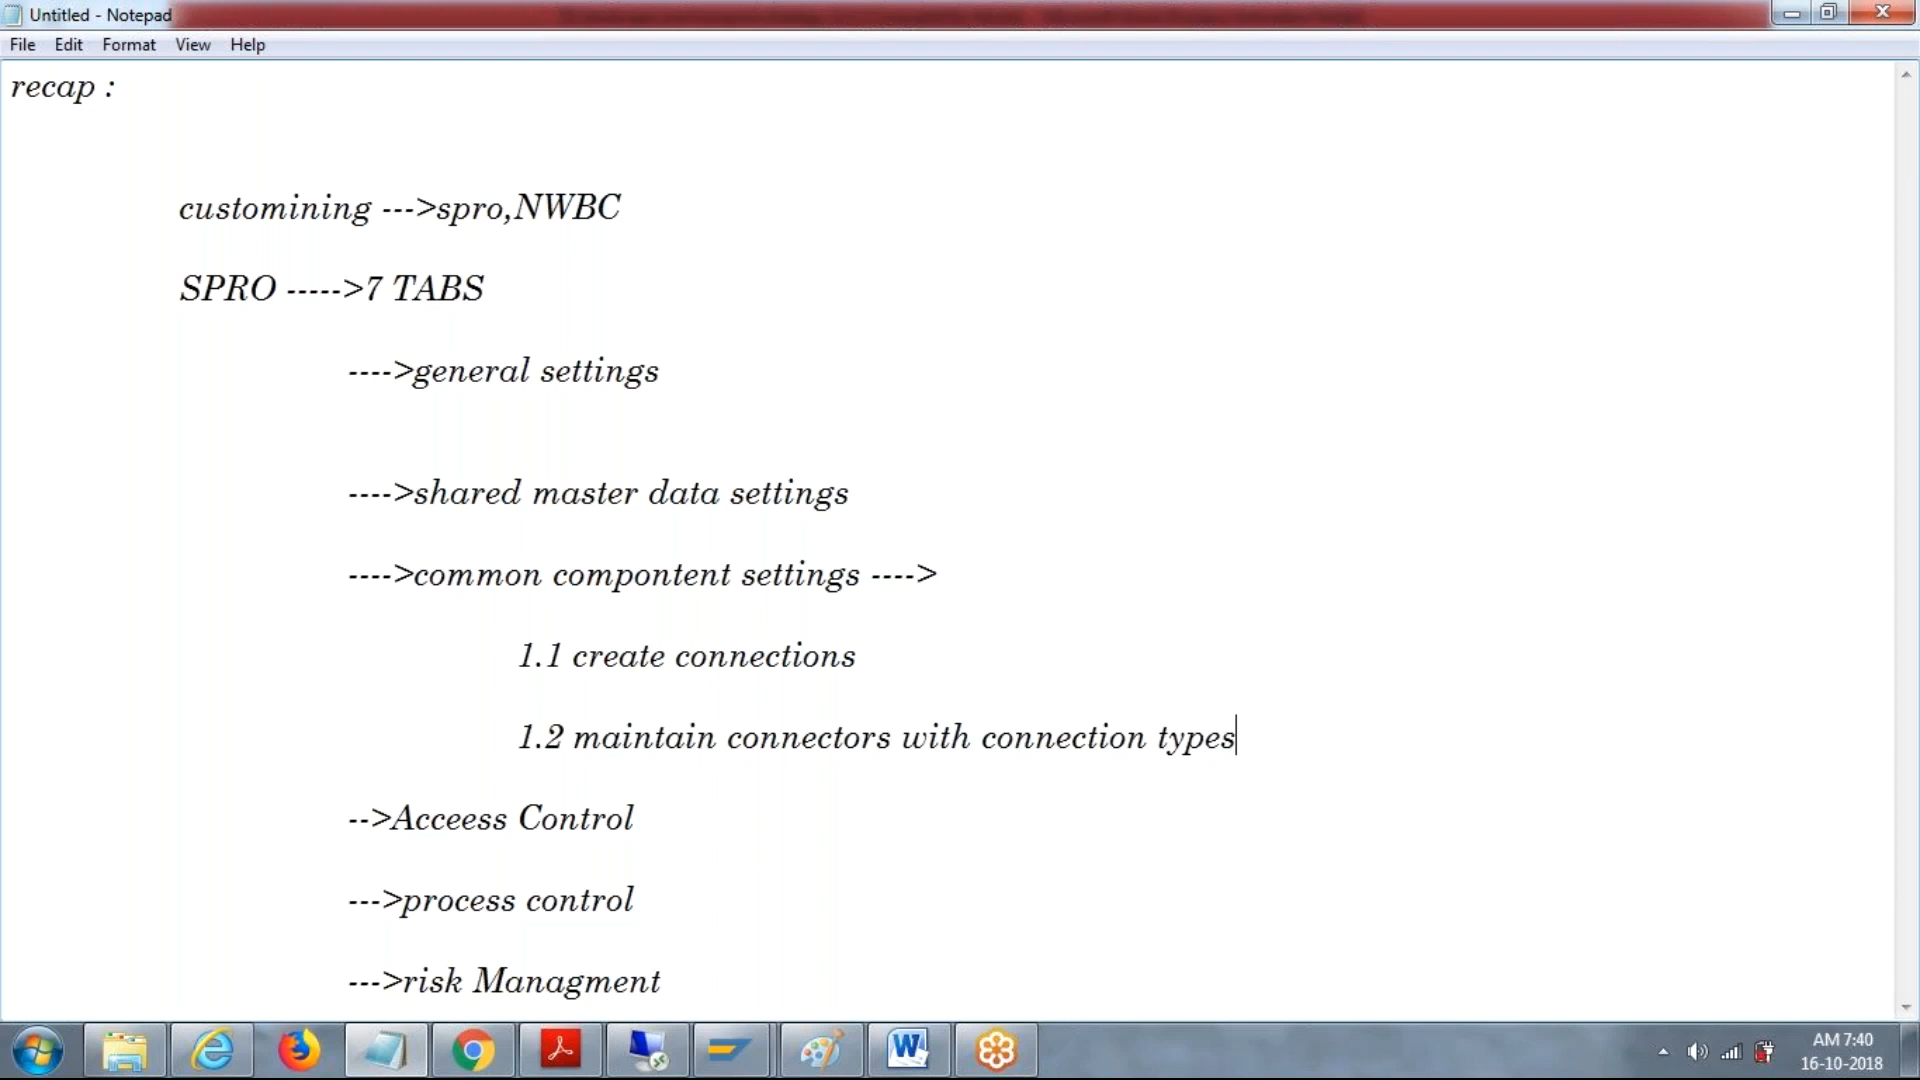 Untitled - Notepad
File Edit Format View Help
recap :
customining --->spro,NWBC
SPRO ----->7 TABS
---->general settings
---->shared master data settings
---->common compontent settings ---->
1.1 create connections
1.2 maintain connectors with connection types
-->Acceess Control
--->process control
--->risk Managment
AM 7:40
16-10-2018